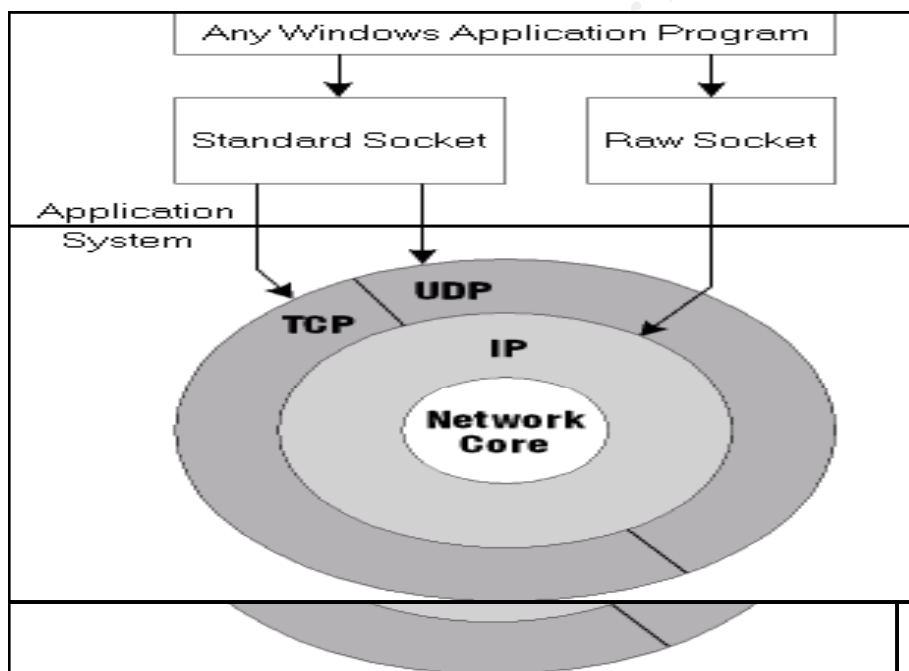 Any Windows Application Program
Standard Socket
Raw Socket
Application
System
UDP
TCP
IP
Network
Core